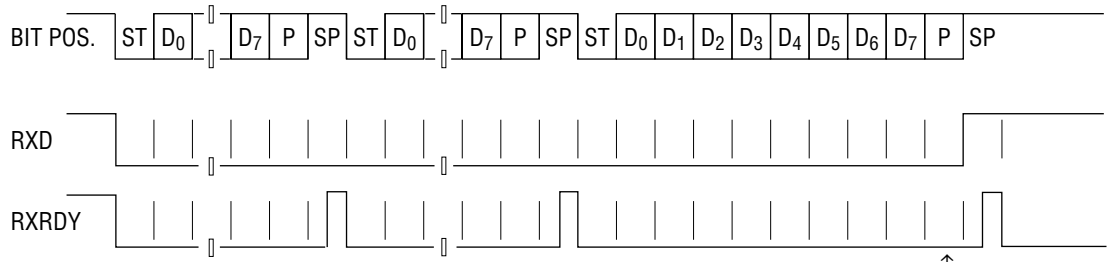 BIT POS. ST D₀ D₇ P SP ST D₀ D₇ P SP ST D₀ D₁ D₂ D₃ D₄ D₅ D₆ D₇ P SP
RXD
RXRDY